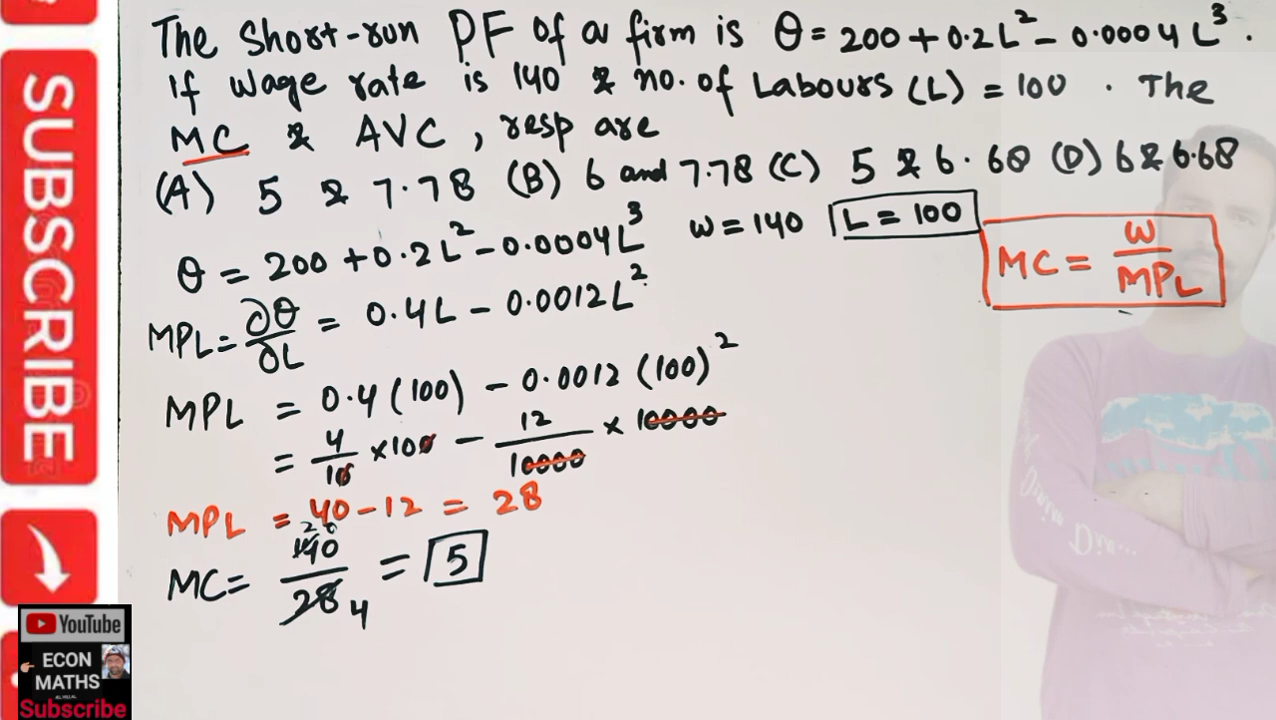 The Short-run PF of a firm is Q = 200 + 0.2L² - 0.0004L³.
If wage rate is 140 & no. of Labours (L) = 100 . The
MC & AVC, resp are
(A) 5 & 7.78 (B) 6 and 7.78 (C) 5 & 6.68 (D) 6 & 6.68
Q = 200 + 0.2L² - 0.0004L³ w = 140 L = 100
MC = w/MPL
MPL = ∂Q/∂L = 0.4L - 0.0012L²
MPL = 0.4(100) - 0.0012(100)²
= 4/10 × 100 - 12/10000 × 10000
MPL = 40 - 12 = 28
20
MC = 140/28 = 5
4
SUBSCRIBE
YouTube
ECON
MATHS
Subscribe